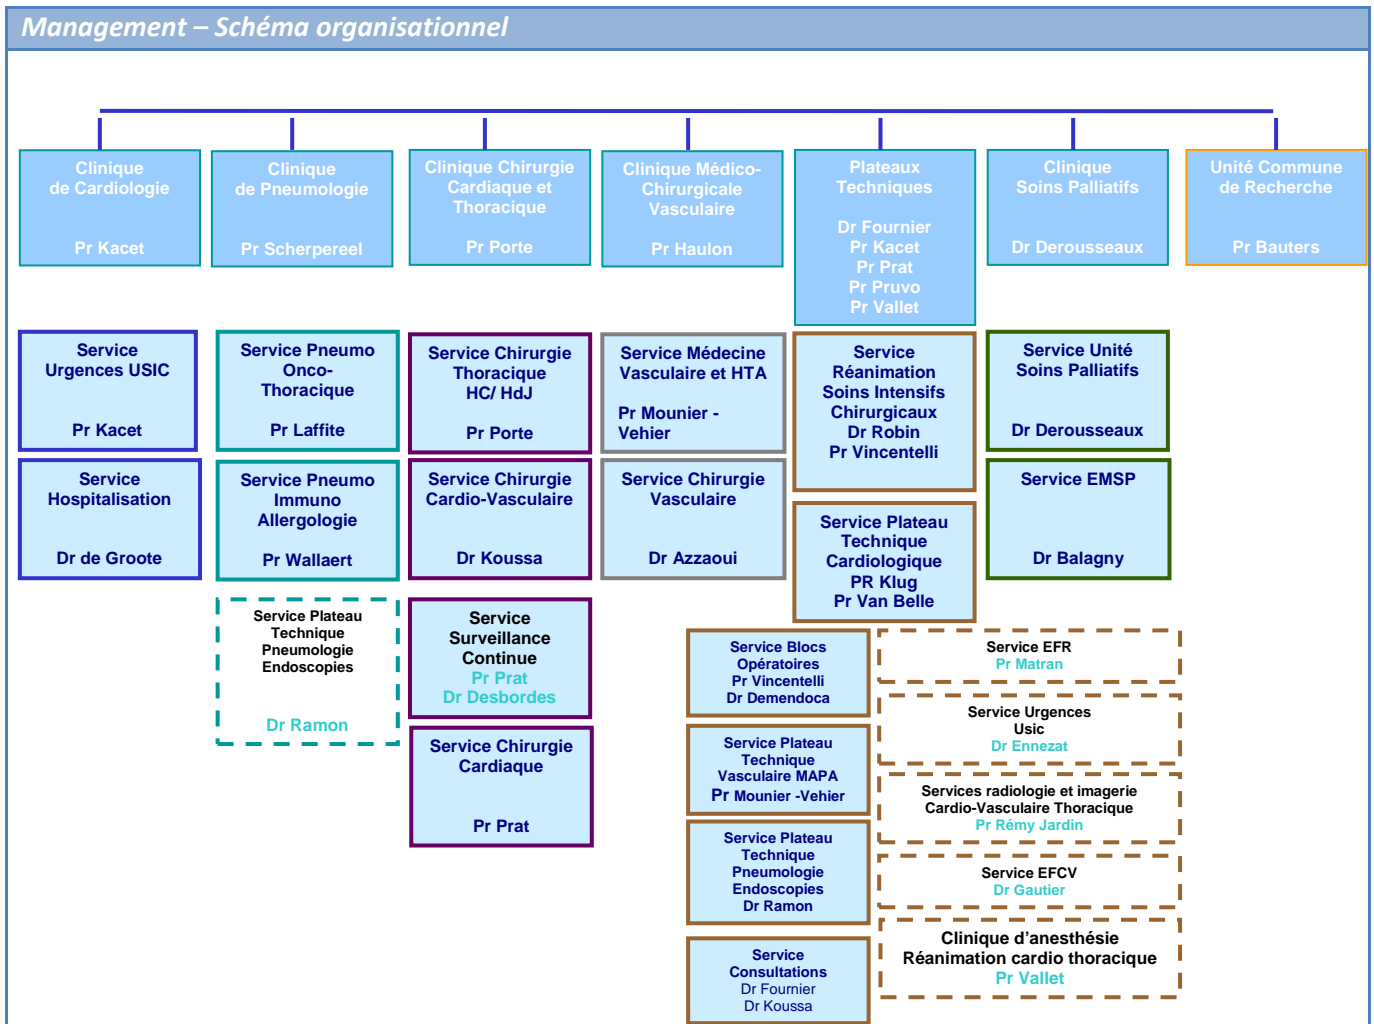 Management – Schéma organisationnel
Clinique
de Cardiologie
Pr Kacet
Clinique
de Pneumologie
Pr Scherpereel
Clinique Chirurgie
Cardiaque et
Thoracique
Pr Porte
Clinique Médico-
Chirurgicale
Vasculaire
Pr Haulon
Plateaux
Techniques
Dr Fournier
Pr Kacet
Pr Prat
Pr Pruvo
Pr Vallet
Clinique
Soins Palliatifs
Dr Derousseaux
Unité Commune
de Recherche
Pr Bauters
Service
Urgences USIC
Pr Kacet
Service
Hospitalisation
Dr de Groote
Service Pneumo
Onco-
Thoracique
Pr Laffite
Service Pneumo
Immuno
Allergologie
Pr Wallaert
Service Plateau
Technique
Pneumologie
Endoscopies
Dr Ramon
Service Chirurgie
Thoracique
HC/ HdJ
Pr Porte
Service Chirurgie
Cardio-Vasculaire
Dr Koussa
Service
Surveillance
Continue
Pr Prat
Dr Desbordes
Service Chirurgie
Cardiaque
Pr Prat
Service Médecine
Vasculaire et HTA
Pr Mounier -
Vehier
Service Chirurgie
Vasculaire
Dr Azzaoui
Service
Réanimation
Soins Intensifs
Chirurgicaux
Dr Robin
Pr Vincentelli
Service Plateau
Technique
Cardiologique
PR Klug
Pr Van Belle
Service Unité
Soins Palliatifs
Dr Derousseaux
Service EMSP
Dr Balagny
Service Blocs
Opératoires
Pr Vincentelli
Dr Demendoca
Service Plateau
Technique
Vasculaire MAPA
Pr Mounier -Vehier
Service Plateau
Technique
Pneumologie
Endoscopies
Dr Ramon
Service
Consultations
Dr Fournier
Dr Koussa
Service EFR
Pr Matran
Service Urgences
Usic
Dr Ennezat
Services radiologie et imagerie
Cardio-Vasculaire Thoracique
Pr Rémy Jardin
Service EFCV
Dr Gautier
Clinique d'anesthésie
Réanimation cardio thoracique
Pr Vallet